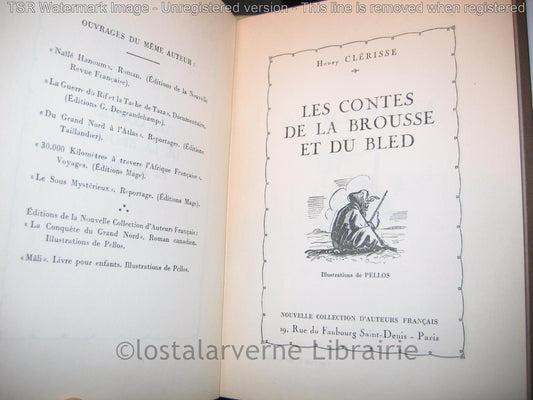 TSR Watermark Image - Unregistered version - This line is removed when registered
OUVRAGES DU MÊME AUTEUR :
« Naïlé Hanoum ». Roman. (Éditions de la Nouvelle
Revue Française).
« La Guerre du Rif et la Tache de Taza ». Documentaire.
(Éditions G. Desgrandchamps).
« Du Grand Nord à l'Atlas ». Reportages. (Éditions
Taillandier).
« 30.000 Kilomètres à travers l'Afrique Française ».
Voyages. (Éditions Mage).
« Le Sous Mystérieux ». Reportage. (Éditions Mage).
Éditions de la Nouvelle Collection d'Auteurs Français :
« La Conquête du Grand Nord ». Roman canadien.
Illustrations de Pellos.
« Mâli ». Livre pour enfants. Illustrations de Pellos.
Henry CLÉRISSE
LES CONTES
DE LA BROUSSE
ET DU BLED
Illustrations de PELLOS
NOUVELLE COLLECTION D'AUTEURS FRANÇAIS
19, Rue du Faubourg Saint-Denis - Paris
©lostalarverne Librairie